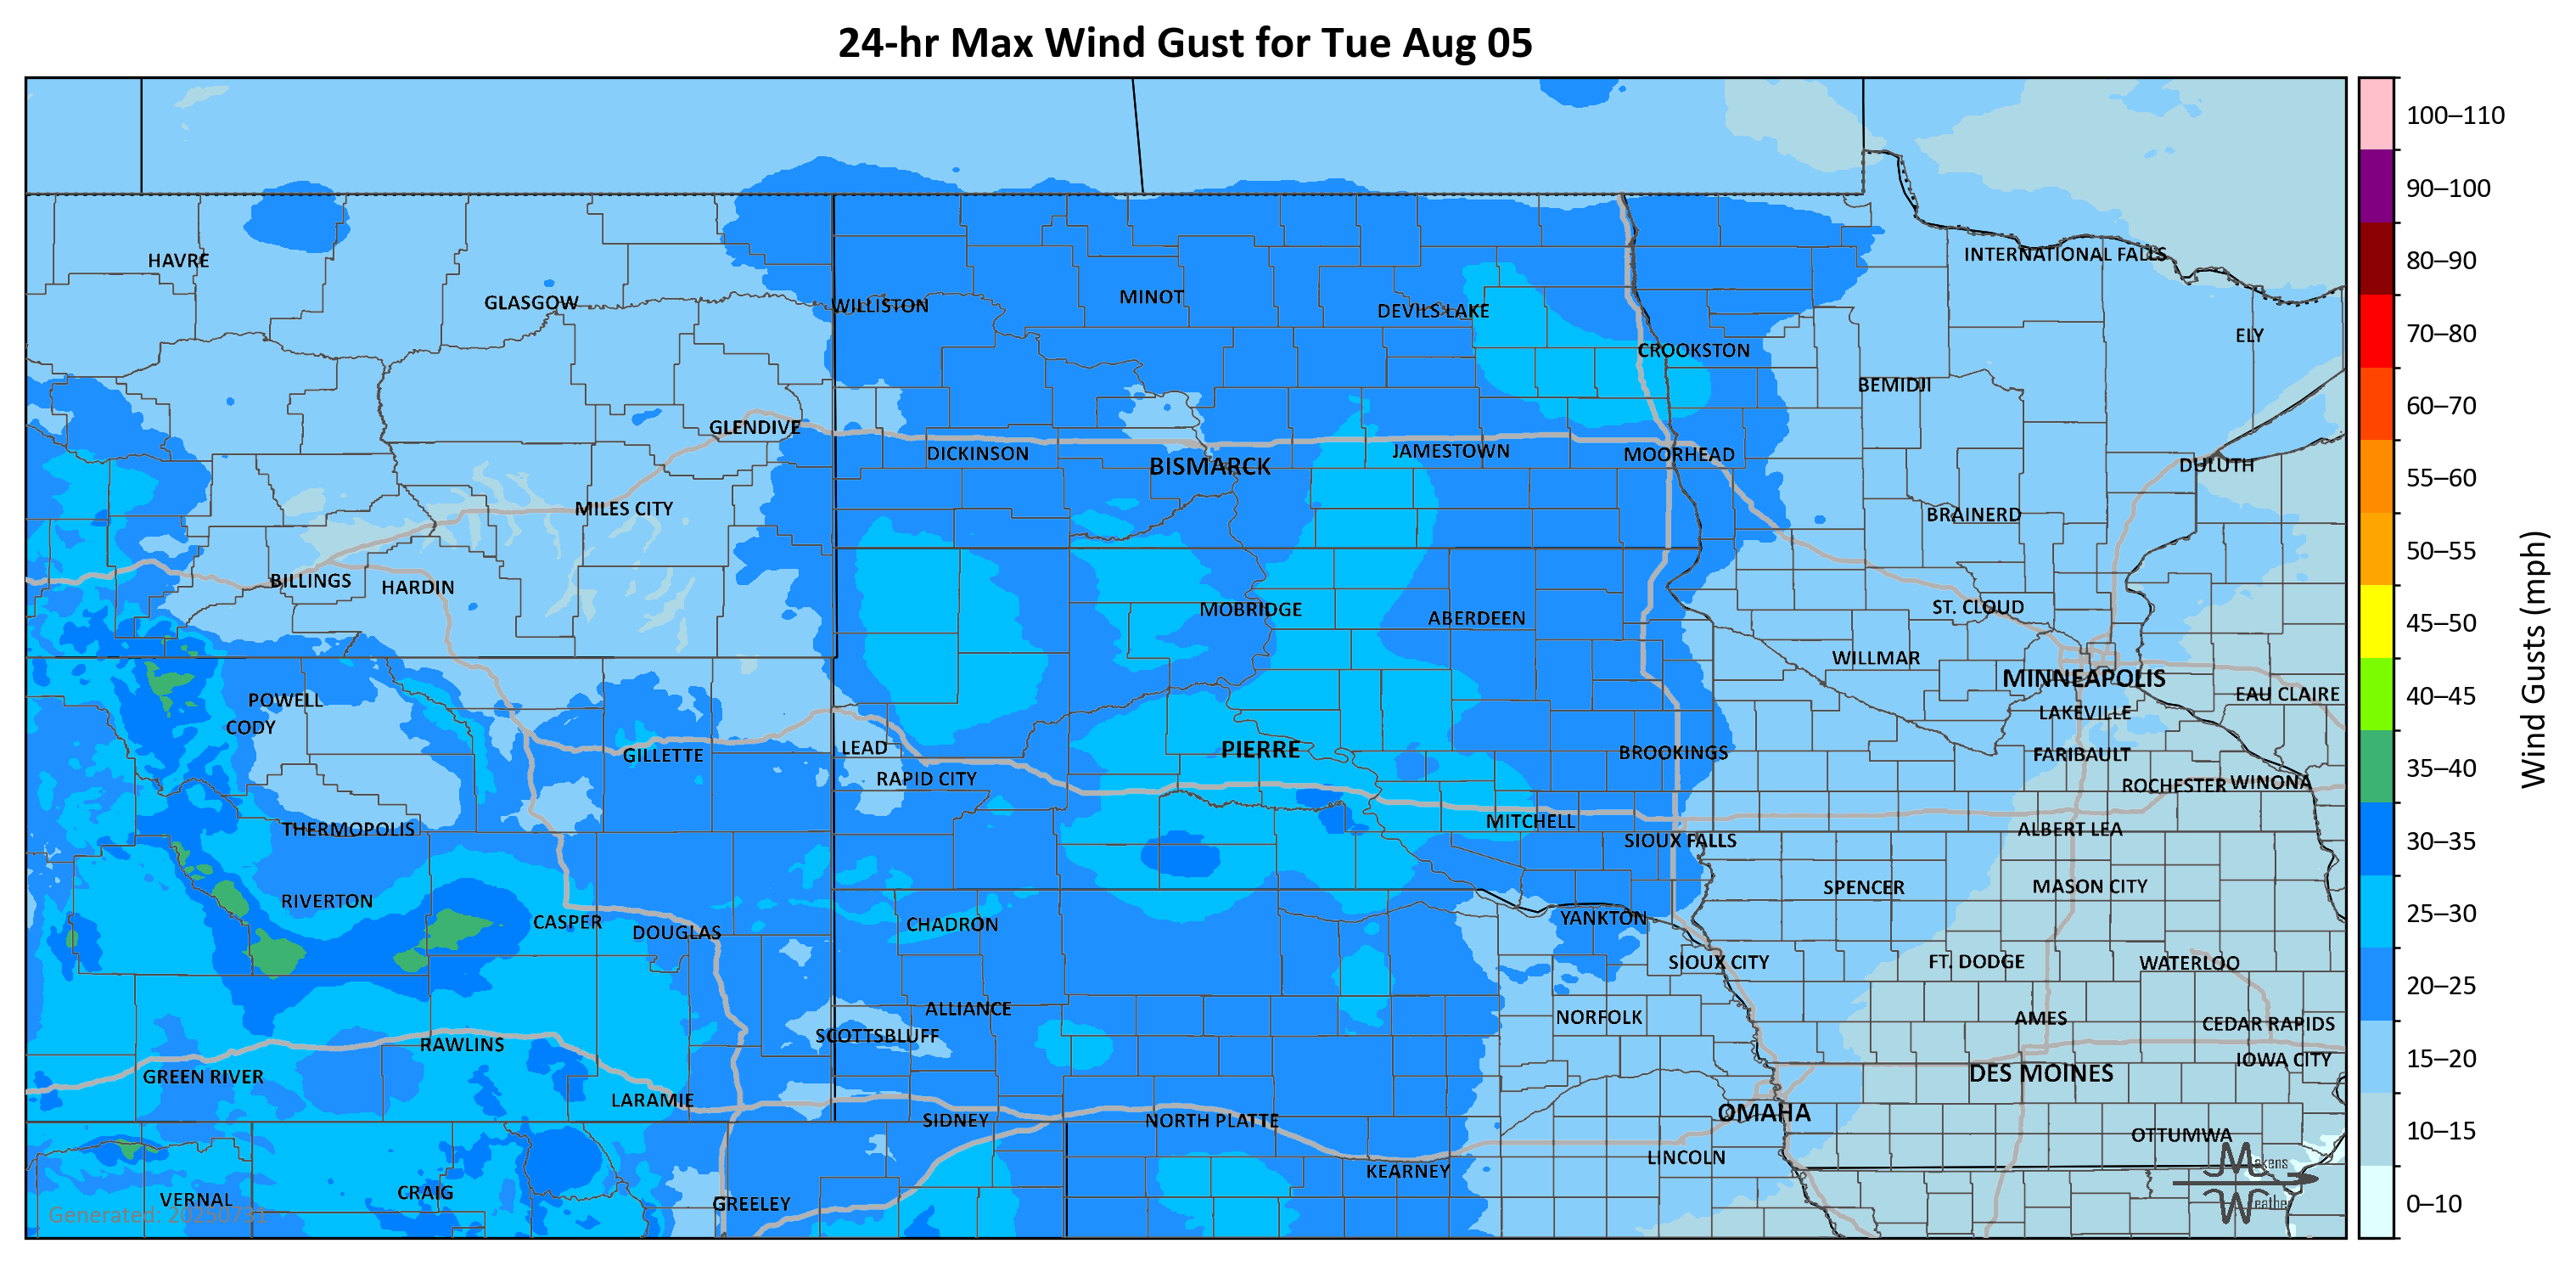 24-hr Max Wind Gust for Tue Aug 05
HAVRE
GLASGOW
WILLISTON
MINOT
DEVILS LAKE
INTERNATIONAL FALLS
ELY
CROOKSTON
BEMIDJI
GLENDIVE
DICKINSON
BISMARCK
JAMESTOWN
MOORHEAD
DULUTH
MILES CITY
BRAINERD
BILLINGS
HARDIN
MOBRIDGE
ABERDEEN
ST. CLOUD
WILLMAR
MINNEAPOLIS
EAU CLAIRE
LAKEVILLE
POWELL
CODY
GILLETTE
LEAD
RAPID CITY
PIERRE
BROOKINGS
FARIBAULT
ROCHESTER
WINONA
THERMOPOLIS
MITCHELL
SIOUX FALLS
ALBERT LEA
RIVERTON
CASPER
DOUGLAS
CHADRON
YANKTON
SPENCER
MASON CITY
SIOUX CITY
FT. DODGE
WATERLOO
ALLIANCE
SCOTTSBLUFF
NORFOLK
AMES
CEDAR RAPIDS
IOWA CITY
RAWLINS
GREEN RIVER
LARAMIE
SIDNEY
NORTH PLATTE
OMAHA
DES MOINES
OTTUMWA
KEARNEY
LINCOLN
VERNAL
CRAIG
GREELEY
Generated: 20250731
Makens
Weather
100–110
90–100
80–90
70–80
60–70
55–60
50–55
45–50
40–45
35–40
30–35
25–30
20–25
15–20
10–15
0–10
Wind Gusts (mph)